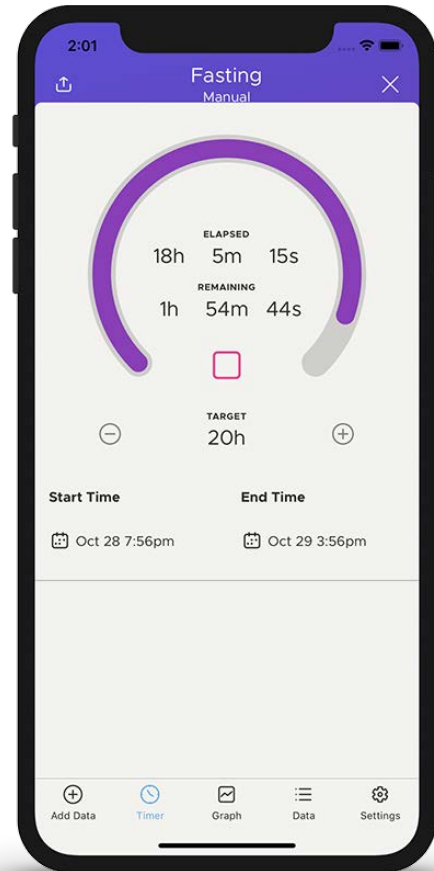 2:01
Fasting
Manual
ELAPSED
18h 5m 15s
REMAINING
1h 54m 44s
TARGET
20h
Start Time End Time
Oct 28 7:56pm Oct 29 3:56pm
Add Data Timer Graph Data Settings